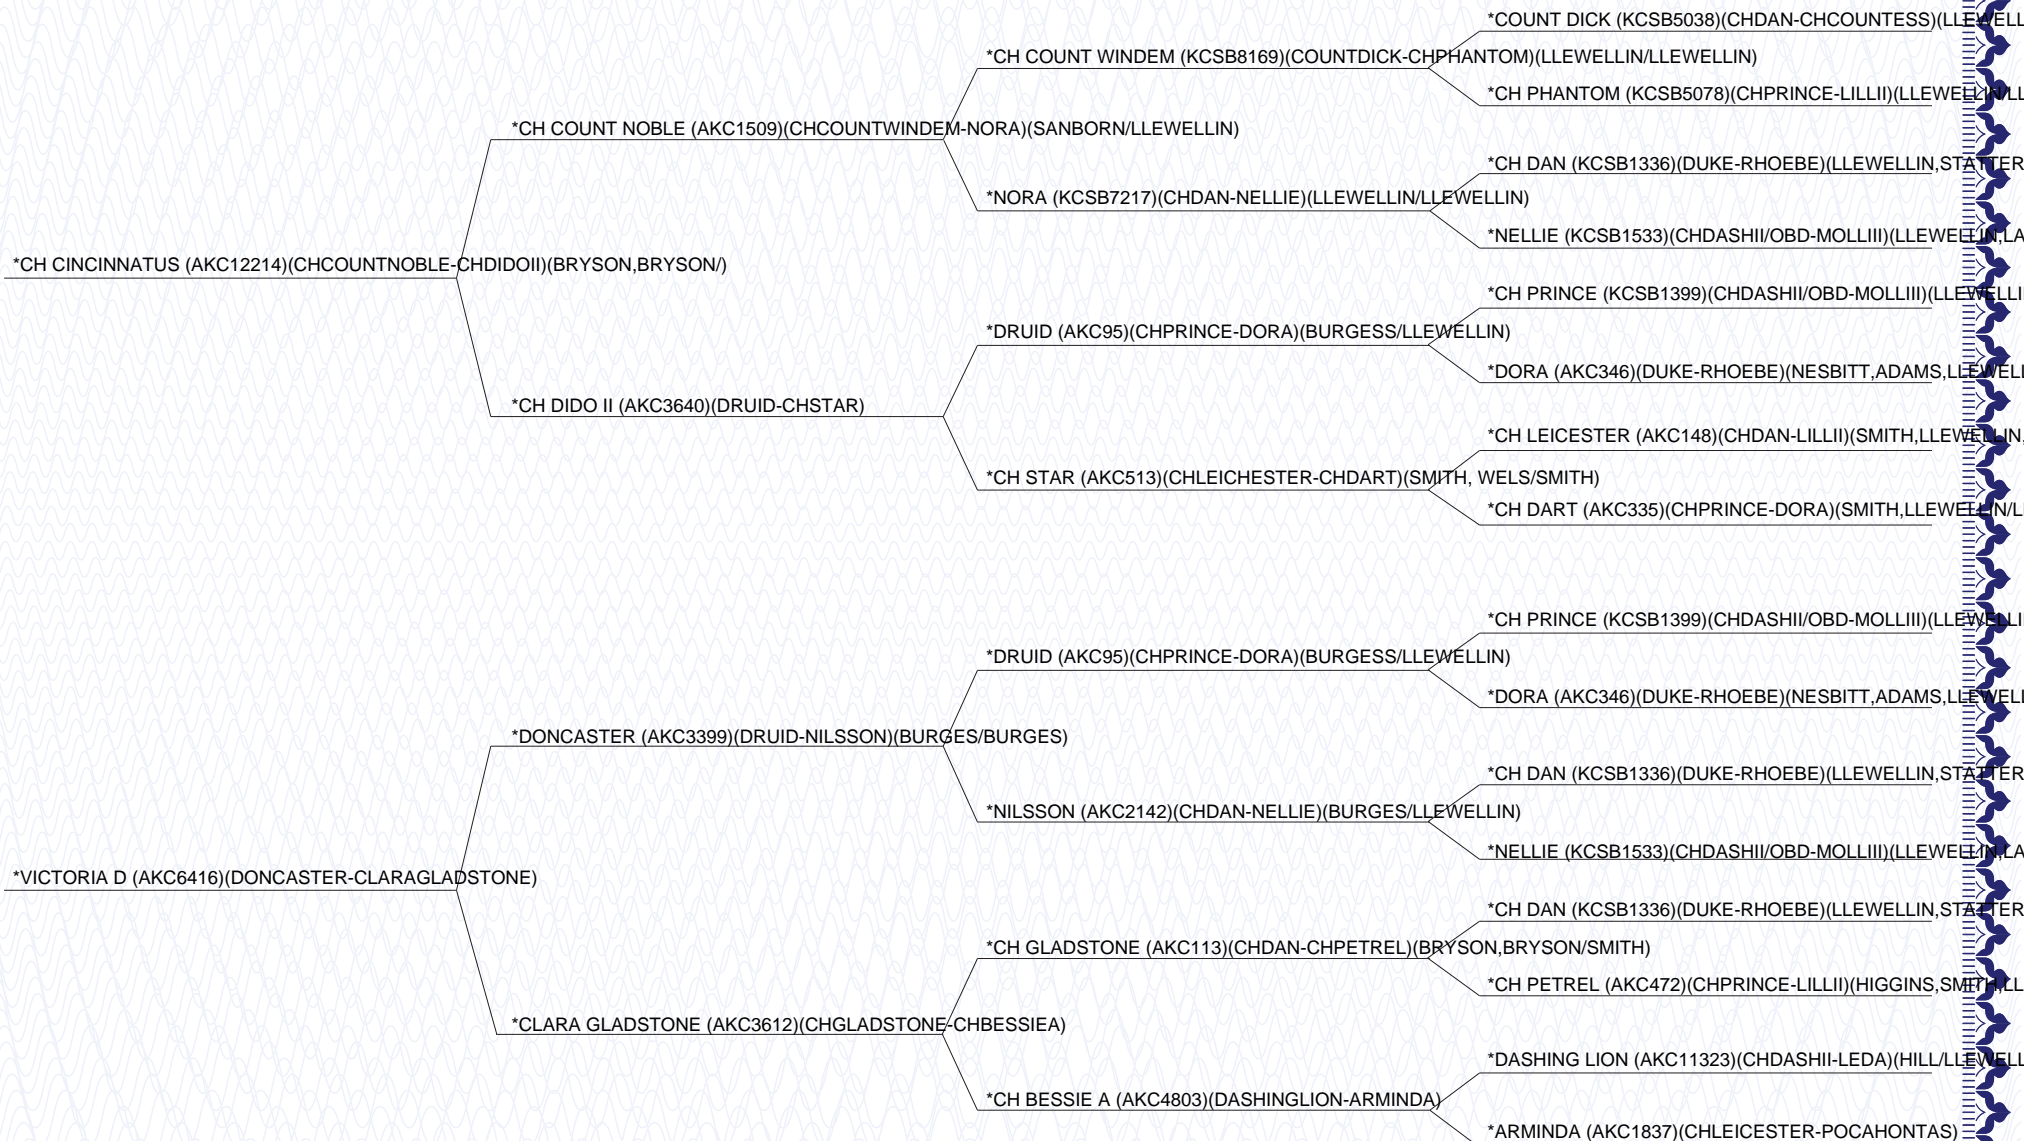 *COUNT DICK (KCSB5038)(CHDAN-CHCOUNTESS)(LLEWELL
*CH COUNT WINDEM (KCSB8169)(COUNTDICK-CHPHANTOM)(LLEWELLIN/LLEWELLIN)
*CH PHANTOM (KCSB5078)(CHPRINCE-LILLII)(LLEWELLIN/LL
*CH COUNT NOBLE (AKC1509)(CHCOUNTWINDEM-NORA)(SANBORN/LLEWELLIN)
*CH DAN (KCSB1336)(DUKE-RHOEBE)(LLEWELLIN,STATTER
*NORA (KCSB7217)(CHDAN-NELLIE)(LLEWELLIN/LLEWELLIN)
*NELLIE (KCSB1533)(CHDASHII/OBD-MOLLIII)(LLEWELLIN,LA
*CH CINCINNATUS (AKC12214)(CHCOUNTNOBLE-CHDIDOII)(BRYSON,BRYSON/)
*CH PRINCE (KCSB1399)(CHDASHII/OBD-MOLLIII)(LLEWELLI
*DRUID (AKC95)(CHPRINCE-DORA)(BURGESS/LLEWELLIN)
*DORA (AKC346)(DUKE-RHOEBE)(NESBITT,ADAMS,LLEWELL
*CH DIDO II (AKC3640)(DRUID-CHSTAR)
*CH LEICESTER (AKC148)(CHDAN-LILLII)(SMITH,LLEWELLIN,
*CH STAR (AKC513)(CHLEICHESTER-CHDART)(SMITH, WELS/SMITH)
*CH DART (AKC335)(CHPRINCE-DORA)(SMITH,LLEWELLIN/L
*CH PRINCE (KCSB1399)(CHDASHII/OBD-MOLLIII)(LLEWELLI
*DRUID (AKC95)(CHPRINCE-DORA)(BURGESS/LLEWELLIN)
*DORA (AKC346)(DUKE-RHOEBE)(NESBITT,ADAMS,LLEWELL
*DONCASTER (AKC3399)(DRUID-NILSSON)(BURGES/BURGES)
*CH DAN (KCSB1336)(DUKE-RHOEBE)(LLEWELLIN,STATTER
*NILSSON (AKC2142)(CHDAN-NELLIE)(BURGES/LLEWELLIN)
*NELLIE (KCSB1533)(CHDASHII/OBD-MOLLIII)(LLEWELLIN,LA
*VICTORIA D (AKC6416)(DONCASTER-CLARAGLADSTONE)
*CH DAN (KCSB1336)(DUKE-RHOEBE)(LLEWELLIN,STATTER
*CH GLADSTONE (AKC113)(CHDAN-CHPETREL)(BRYSON,BRYSON/SMITH)
*CH PETREL (AKC472)(CHPRINCE-LILLII)(HIGGINS,SMITH,LL
*CLARA GLADSTONE (AKC3612)(CHGLADSTONE-CHBESSIEA)
*DASHING LION (AKC11323)(CHDASHII-LEDA)(HILL/LLEWELL
*CH BESSIE A (AKC4803)(DASHINGLION-ARMINDA)
*ARMINDA (AKC1837)(CHLEICESTER-POCAHONTAS)